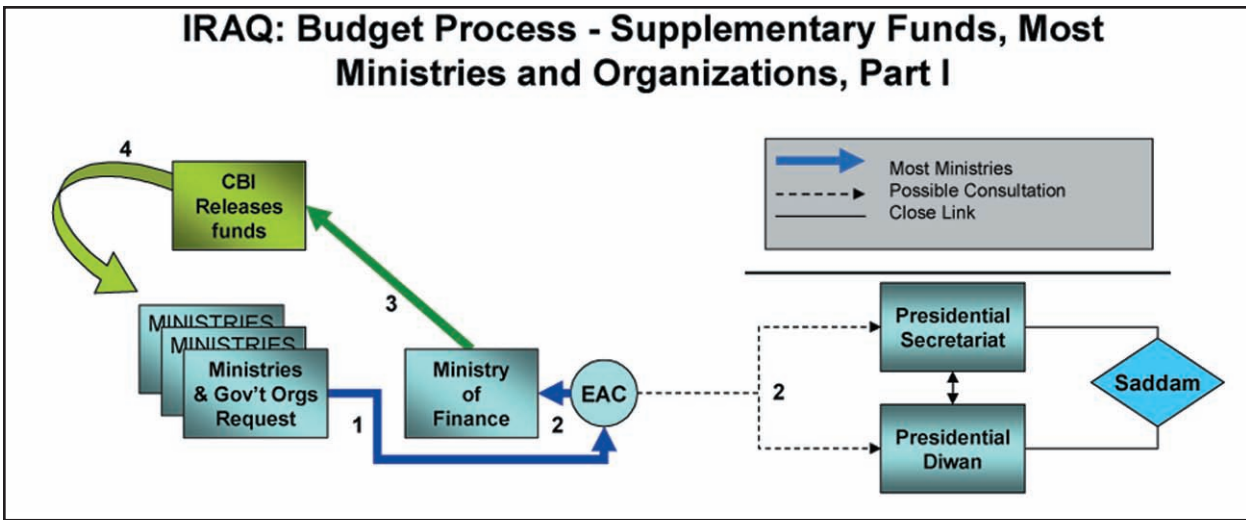 IRAQ: Budget Process - Supplementary Funds, Most
Ministries and Organizations, Part I
4
CBI
Releases
funds
Most Ministries
Possible Consultation
Close Link
3
MINISTRIES
MINISTRIES
Ministries
& Gov't Orgs
Request
1
Ministry
of
Finance
2
EAC
2
Presidential
Secretariat
Saddam
Presidential
Diwan